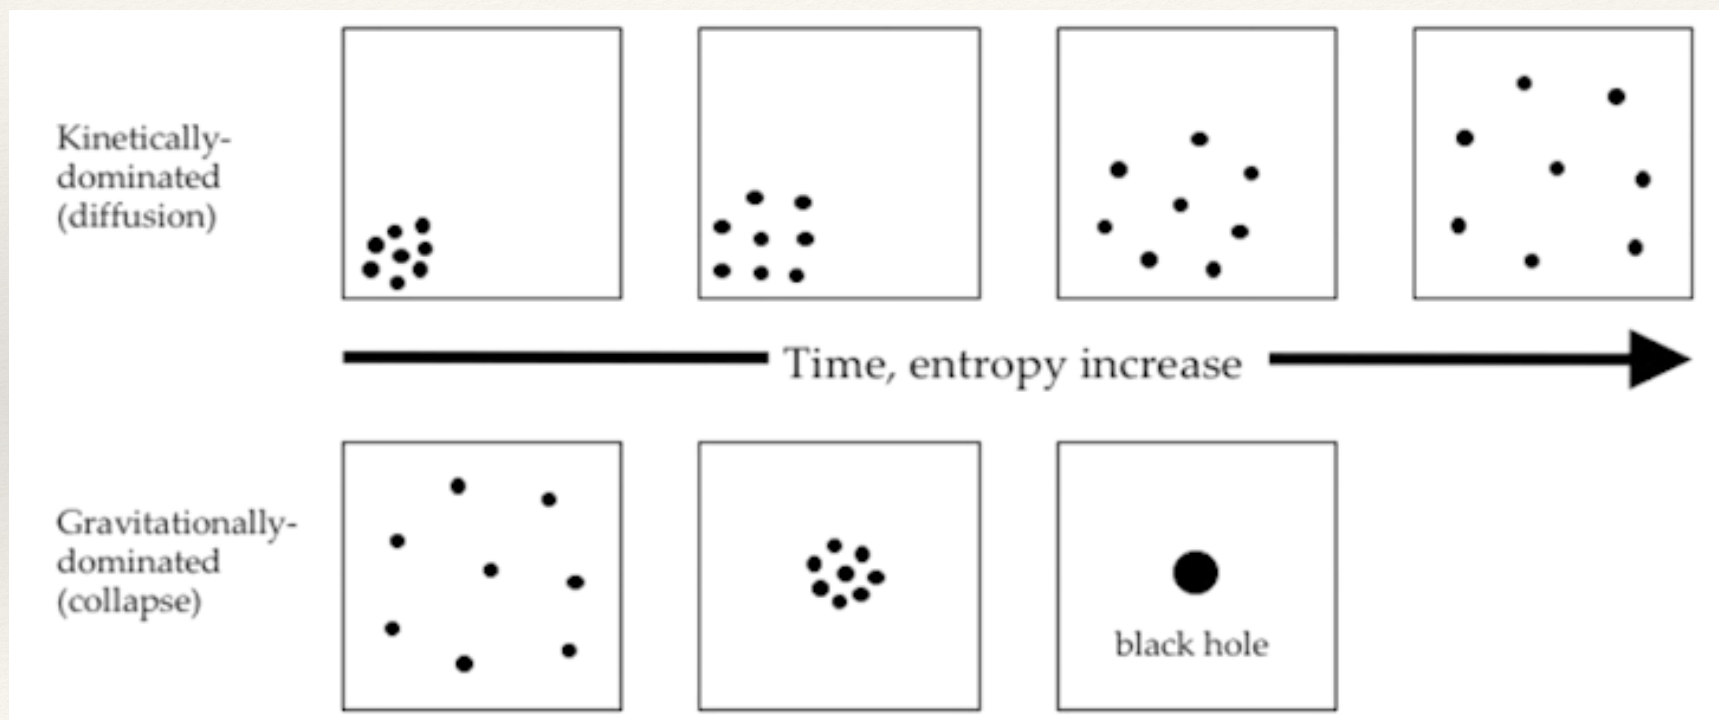 Kinetically-
dominated
(diffusion)
Time, entropy increase
Gravitationally-
dominated
(collapse)
black hole